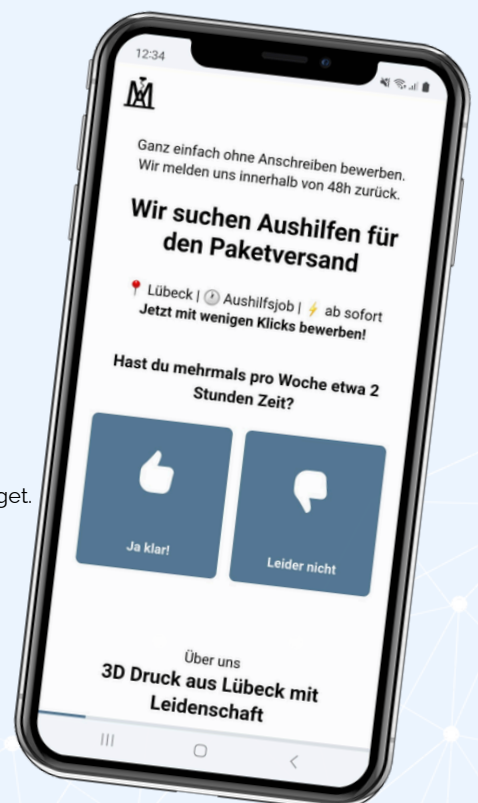 12:34
Ganz einfach ohne Anschreiben bewerben.
Wir melden uns innerhalb von 48h zurück.
Wir suchen Aushilfen für
den Paketversand
📍 Lübeck | 🕐 Aushilfsjob | ⚡ ab sofort
Jetzt mit wenigen Klicks bewerben!
Hast du mehrmals pro Woche etwa 2
Stunden Zeit?
Ja klar!
Leider nicht
get.
Über uns
3D Druck aus Lübeck mit
Leidenschaft